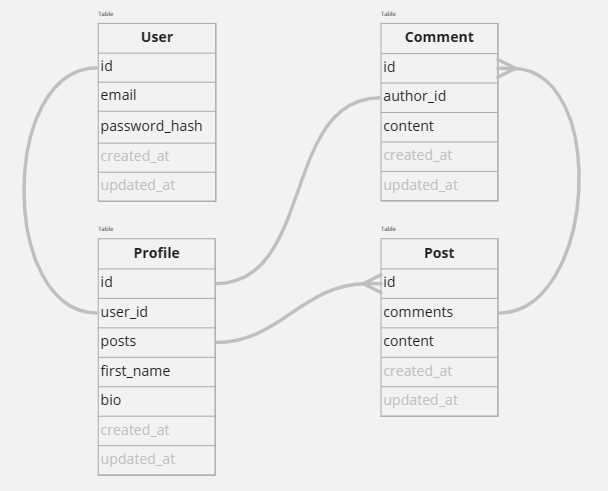 Table
User
id
email
password_hash
created_at
updated_at
Table
Comment
id
author_id
content
created_at
updated_at
Table
Profile
id
user_id
posts
first_name
bio
created_at
updated_at
Table
Post
id
comments
content
created_at
updated_at